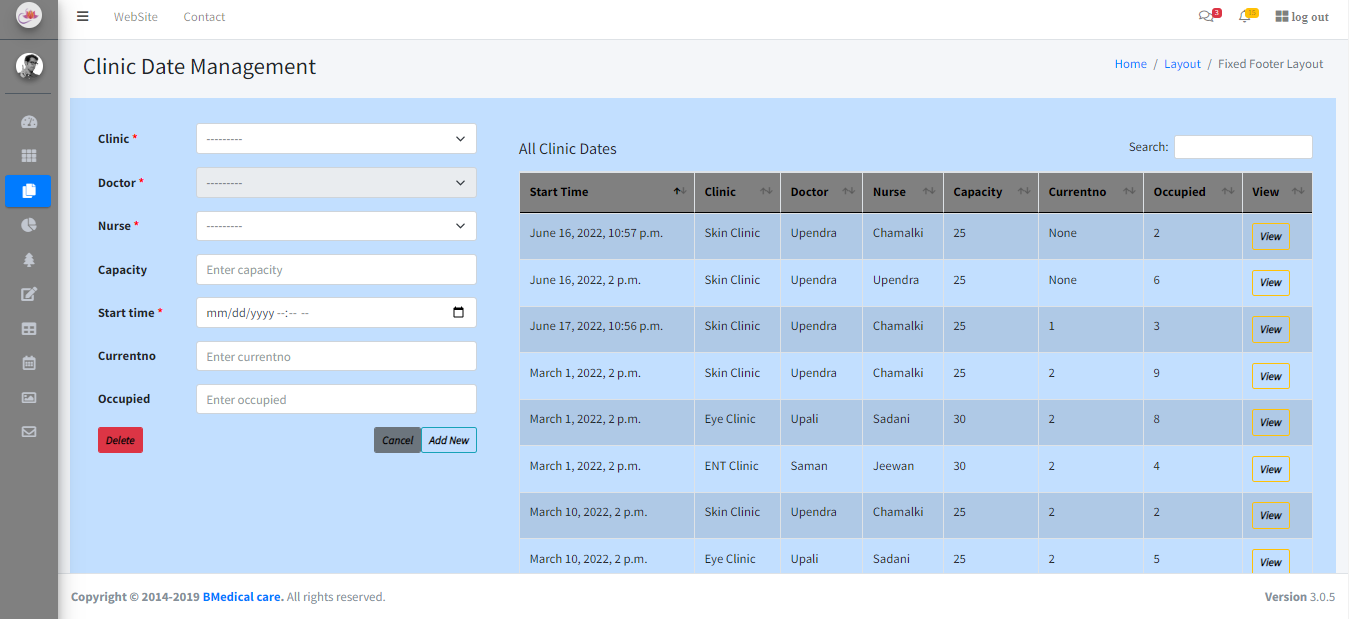 WebSite Contact 3 15 log out
Clinic Date Management
Home / Layout / Fixed Footer Layout
Clinic * ---------
Doctor * ---------
Nurse * ---------
Capacity Enter capacity
Start time * mm/dd/yyyy --:-- --
Currentno Enter currentno
Occupied Enter occupied
Delete Cancel Add New
All Clinic Dates Search:
Start Time Clinic Doctor Nurse Capacity Currentno Occupied View
June 16, 2022, 10:57 p.m. Skin Clinic Upendra Chamalki 25 None 2 View
June 16, 2022, 2 p.m. Skin Clinic Upendra Upendra 25 None 6 View
June 17, 2022, 10:56 p.m. Skin Clinic Upendra Chamalki 25 1 3 View
March 1, 2022, 2 p.m. Skin Clinic Upendra Chamalki 25 2 9 View
March 1, 2022, 2 p.m. Eye Clinic Upali Sadani 30 2 8 View
March 1, 2022, 2 p.m. ENT Clinic Saman Jeewan 30 2 4 View
March 10, 2022, 2 p.m. Skin Clinic Upendra Chamalki 25 2 2 View
March 10, 2022, 2 p.m. Eye Clinic Upali Sadani 25 2 5 View
Copyright © 2014-2019 BMedical care. All rights reserved. Version 3.0.5